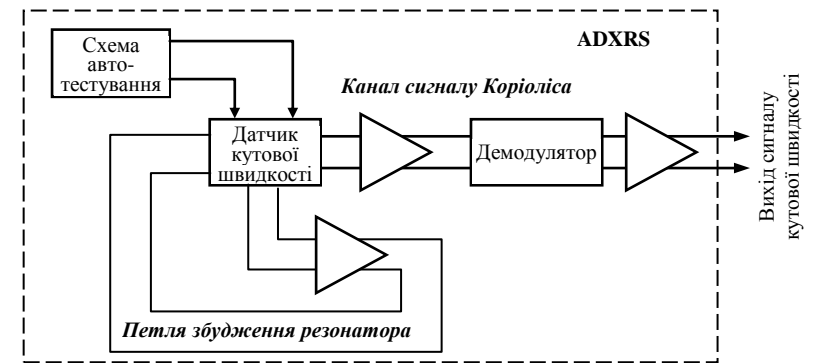 ADXRS
Схема
авто-
тестування
Канал сигналу Коріоліса
Датчик
кутової
швидкості
Демодулятор
Вихід сигналу
кутової швидкості
Петля збудження резонатора